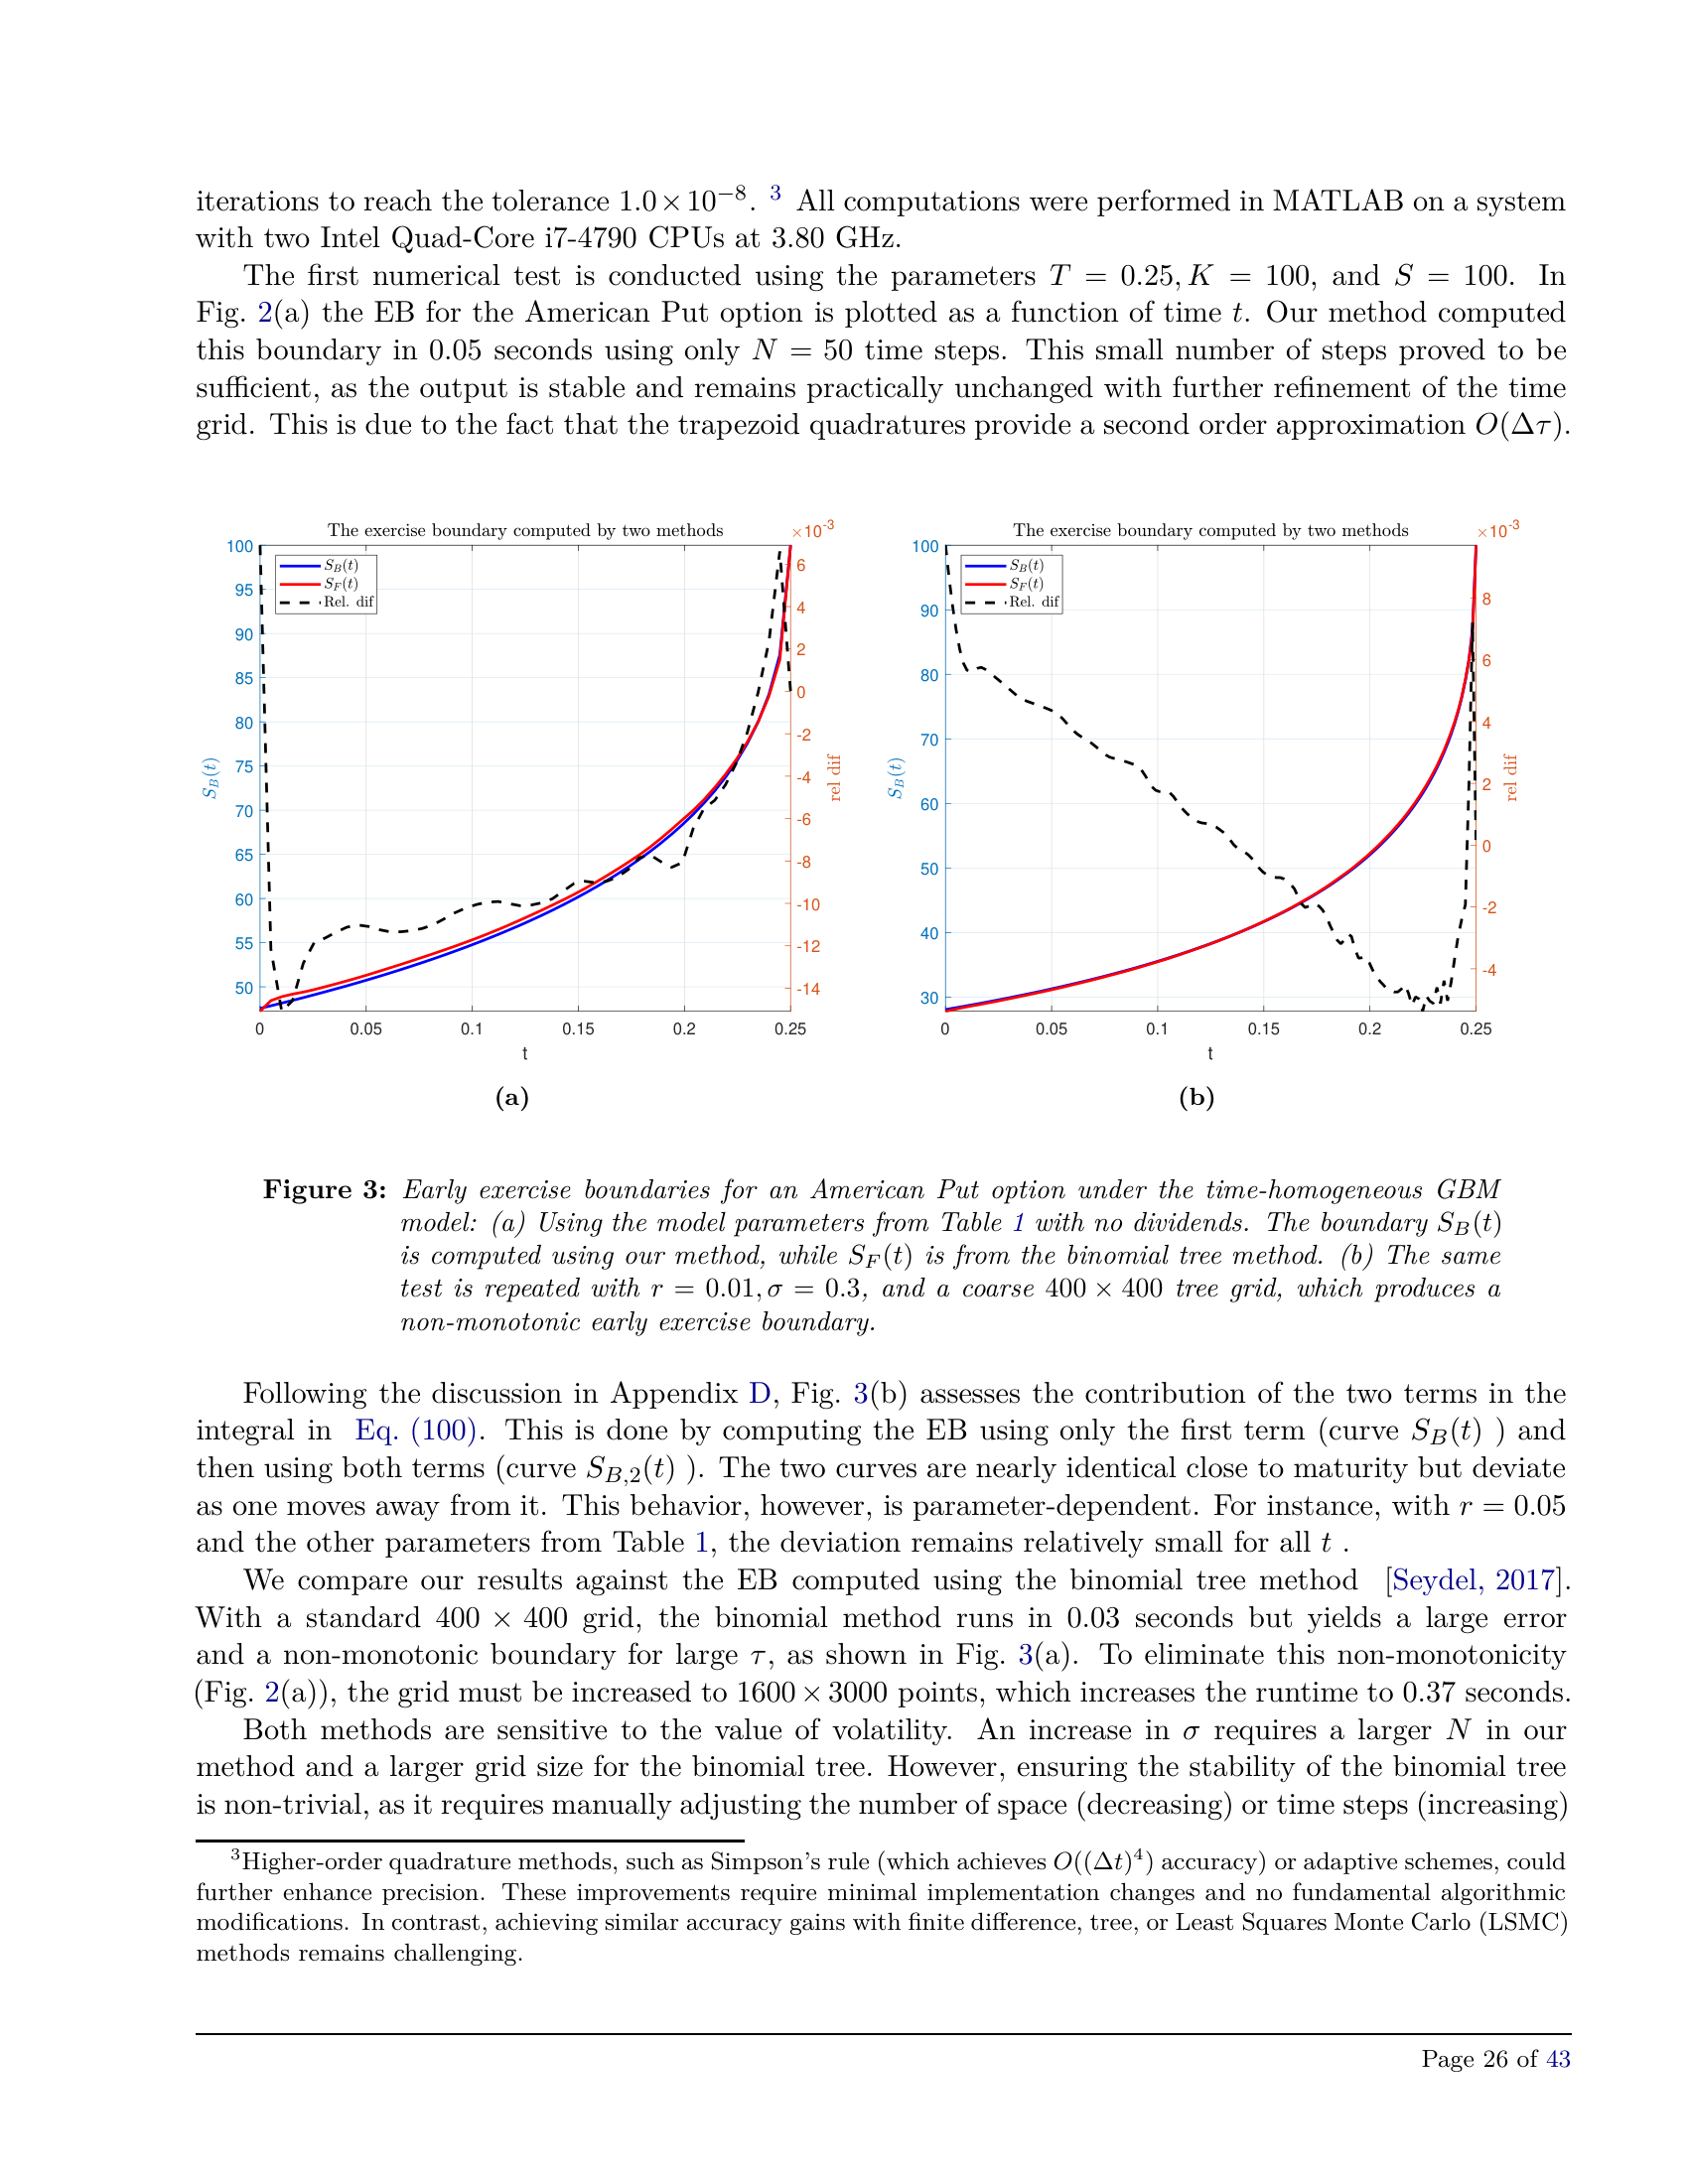 iterations to reach the tolerance 1.0×10⁻⁸. ³ All computations were performed in MATLAB on a system
with two Intel Quad-Core i7-4790 CPUs at 3.80 GHz.
The first numerical test is conducted using the parameters T = 0.25, K = 100, and S = 100. In
Fig. 2(a) the EB for the American Put option is plotted as a function of time t. Our method computed
this boundary in 0.05 seconds using only N = 50 time steps. This small number of steps proved to be
sufficient, as the output is stable and remains practically unchanged with further refinement of the time
grid. This is due to the fact that the trapezoid quadratures provide a second order approximation O(Δτ).
The exercise boundary computed by two methods
×10⁻³
S_B(t)
S_F(t)
Rel. dif
100
95
90
85
80
75
70
65
60
55
50
S_B(t)
6
4
2
0
-2
-4
-6
-8
-10
-12
-14
rel dif
0 0.05 0.1 0.15 0.2 0.25
t
(a)
The exercise boundary computed by two methods
×10⁻³
S_B(t)
S_F(t)
Rel. dif
100
90
80
70
60
50
40
30
S_B(t)
8
6
4
2
0
-2
-4
rel dif
0 0.05 0.1 0.15 0.2 0.25
t
(b)
Figure 3: Early exercise boundaries for an American Put option under the time-homogeneous GBM
model: (a) Using the model parameters from Table 1 with no dividends. The boundary S_B(t)
is computed using our method, while S_F(t) is from the binomial tree method. (b) The same
test is repeated with r = 0.01, σ = 0.3, and a coarse 400 × 400 tree grid, which produces a
non-monotonic early exercise boundary.
Following the discussion in Appendix D, Fig. 3(b) assesses the contribution of the two terms in the
integral in Eq. (100). This is done by computing the EB using only the first term (curve S_B(t) ) and
then using both terms (curve S_B,2(t) ). The two curves are nearly identical close to maturity but deviate
as one moves away from it. This behavior, however, is parameter-dependent. For instance, with r = 0.05
and the other parameters from Table 1, the deviation remains relatively small for all t .
We compare our results against the EB computed using the binomial tree method [Seydel, 2017].
With a standard 400 × 400 grid, the binomial method runs in 0.03 seconds but yields a large error
and a non-monotonic boundary for large τ, as shown in Fig. 3(a). To eliminate this non-monotonicity
(Fig. 2(a)), the grid must be increased to 1600×3000 points, which increases the runtime to 0.37 seconds.
Both methods are sensitive to the value of volatility. An increase in σ requires a larger N in our
method and a larger grid size for the binomial tree. However, ensuring the stability of the binomial tree
is non-trivial, as it requires manually adjusting the number of space (decreasing) or time steps (increasing)
³Higher-order quadrature methods, such as Simpson's rule (which achieves O((Δt)⁴) accuracy) or adaptive schemes, could
further enhance precision. These improvements require minimal implementation changes and no fundamental algorithmic
modifications. In contrast, achieving similar accuracy gains with finite difference, tree, or Least Squares Monte Carlo (LSMC)
methods remains challenging.
Page 26 of 43